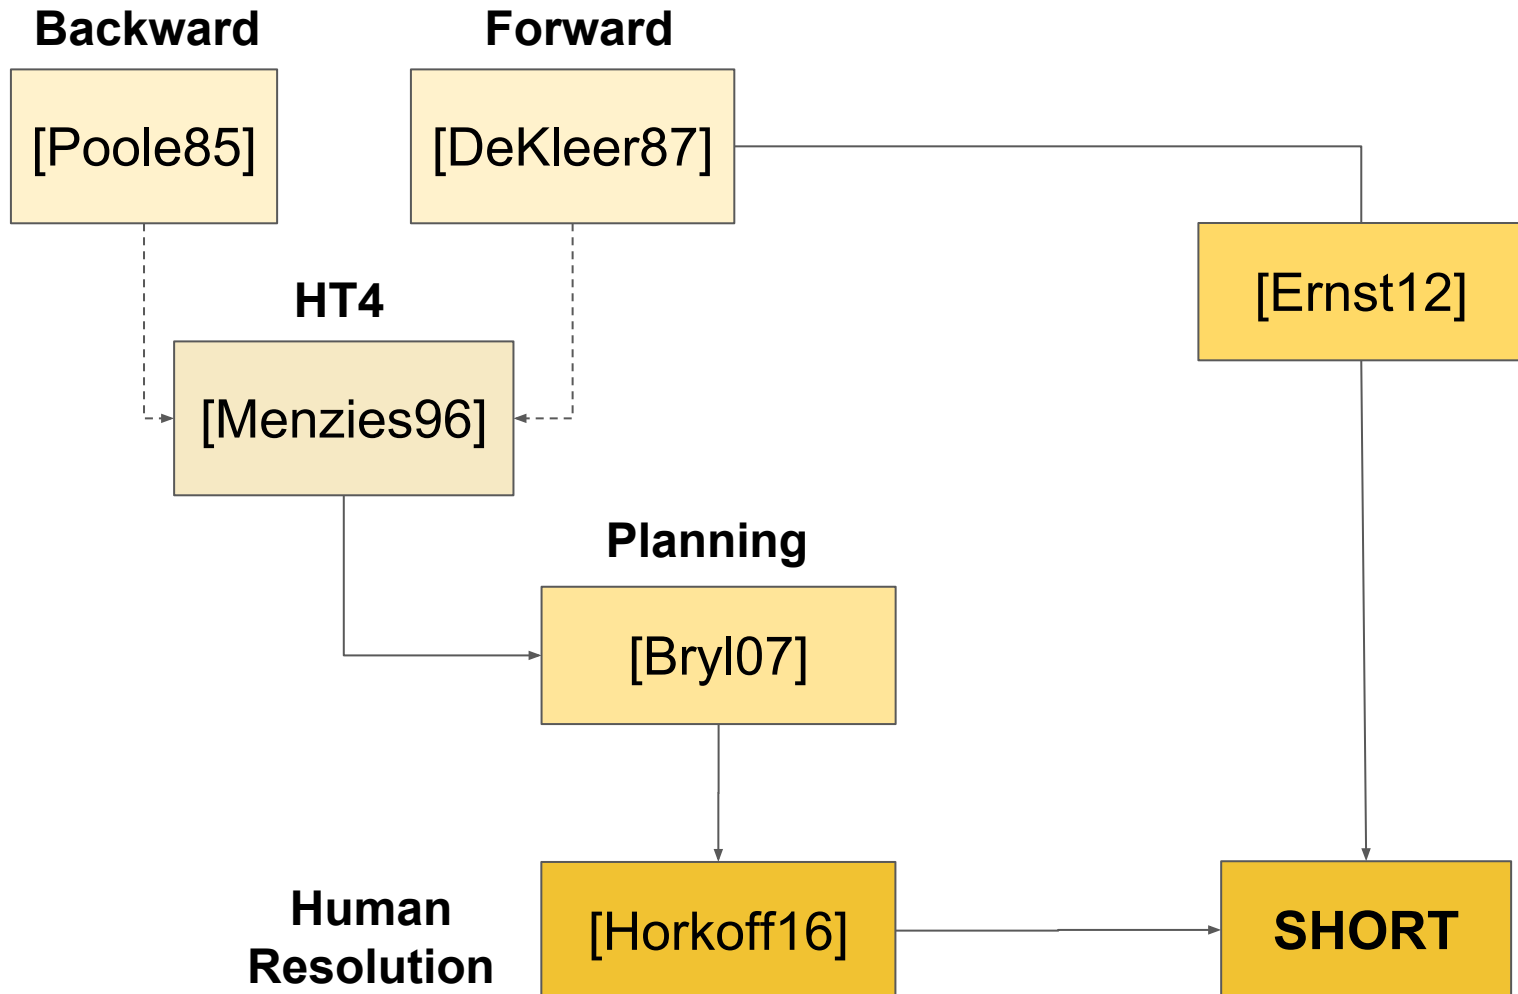 Backward
Forward
[Poole85]
[DeKleer87]
[Ernst12]
HT4
[Menzies96]
Planning
[Bryl07]
Human
Resolution
[Horkoff16]
SHORT